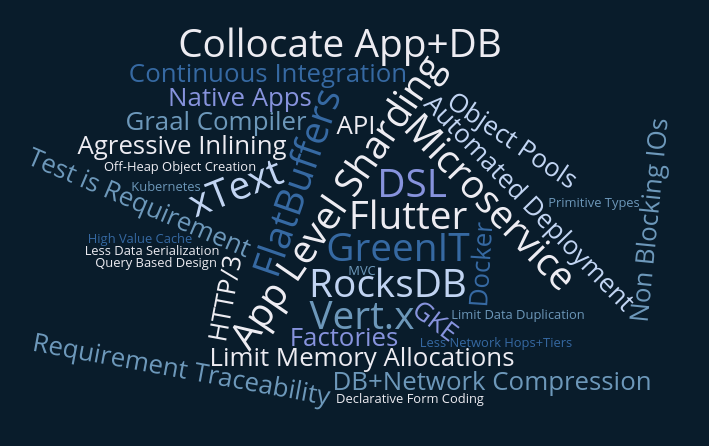 Collocate App+DB
Continuous Integration
Native Apps
Graal Compiler
API
Agressive Inlining
Off-Heap Object Creation
Test is Requirement
Kubernetes
xText
FlatBuffers
App Level Sharding
Object Pools
Automated Deployment
Microservice
DSL
Primitive Types
Non Blocking IOs
Flutter
High Value Cache
Less Data Serialization
Query Based Design
GreenIT
Docker
MVC
HTTP/3
RocksDB
Vert.x
GKE
Limit Data Duplication
Factories
Less Network Hops+Tiers
Limit Memory Allocations
Requirement Traceability
DB+Network Compression
Declarative Form Coding